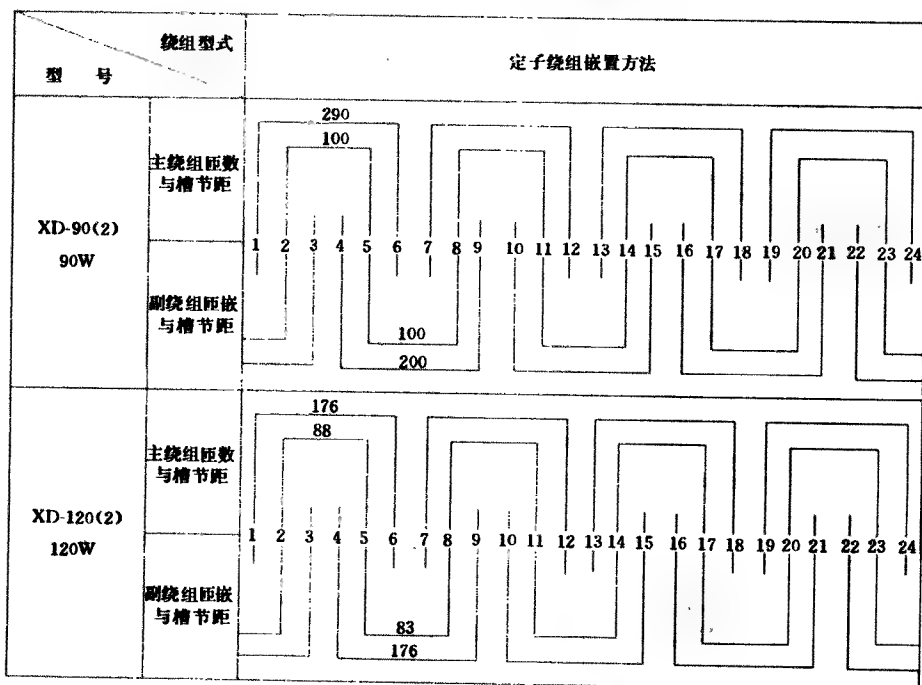 绕组型式
型 号
定子绕组嵌置方法
XD-90(2)
90W
主绕组匝数
与槽节距
290
100
1 2 3 4 5 6 7 8 9 10 11 12 13 14 15 16 17 18 19 20 21 22 23 24
副绕组匝嵌
与槽节距
100
200
XD-120(2)
120W
主绕组匝数
与槽节距
176
88
1 2 3 4 5 6 7 8 9 10 11 12 13 14 15 16 17 18 19 20 21 22 23 24
副绕组匝嵌
与槽节距
83
176